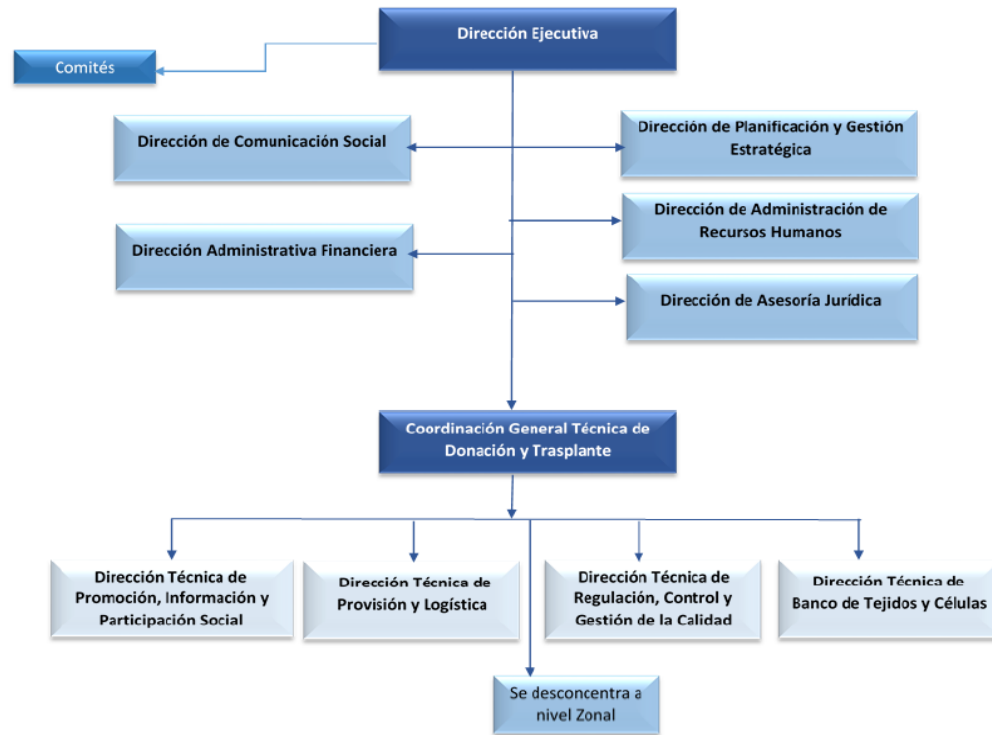 Dirección Ejecutiva
Comités
Dirección de Comunicación Social
Dirección de Planificación y Gestión
Estratégica
Dirección de Administración de
Recursos Humanos
Dirección Administrativa Financiera
Dirección de Asesoría Jurídica
Coordinación General Técnica de
Donación y Trasplante
Dirección Técnica de
Promoción, Información y
Participación Social
Dirección Técnica de
Provisión y Logística
Dirección Técnica de
Regulación, Control y
Gestión de la Calidad
Dirección Técnica de
Banco de Tejidos y Células
Se desconcentra a
nivel Zonal